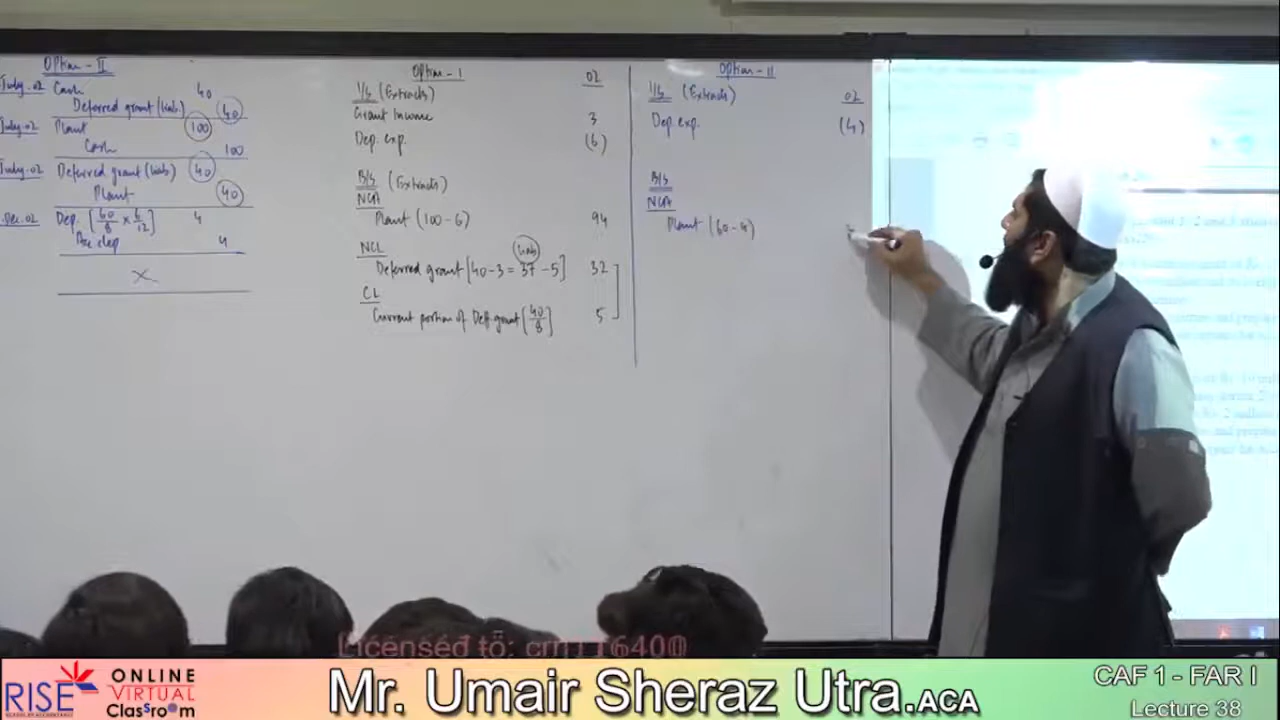 Option - II
July.02 Cash 40
Deferred grant (liab) 40
July.02 Plant 100
Cash 100
July.02 Deferred grant (liab) 40
Plant 40
Dec.02 Dep. [60/8 x 6/12] 4
Acc dep 4
X
Option - I
02
I/S (Extracts)
Grant Income 3
Dep. exp. (6)
B/S (Extracts)
NCA
Plant (100-6) 94
NCL
liab
Deferred grant [40-3 = 37 -5] 32
CL
Current portion of Deff. grant [40/8] 5
Option - II
I/S (Extracts) 02
Dep. exp. (4)
B/S
NCA
Plant (60-4)
Licensed to: crn116400
RISE
ONLINE
VIRTUAL
Classroom
Mr. Umair Sheraz Utra.ACA
CAF 1 - FAR I
Lecture 38